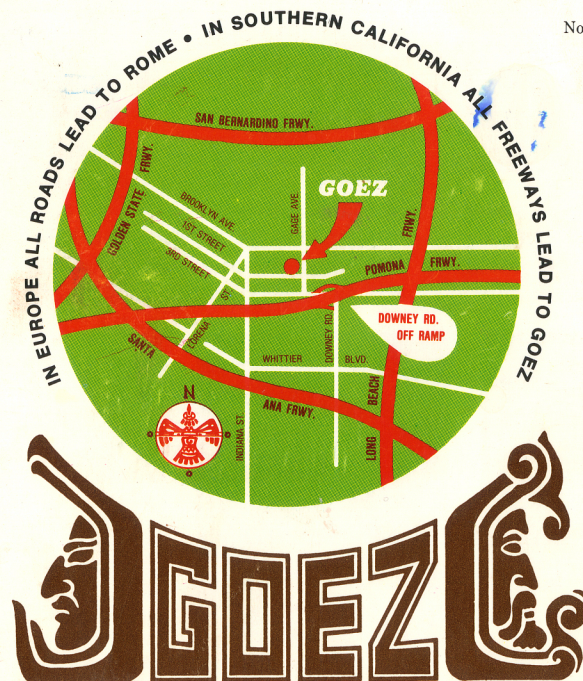 No
IN EUROPE ALL ROADS LEAD TO ROME • IN SOUTHERN CALIFORNIA ALL FREEWAYS LEAD TO GOEZ
SAN BERNARDINO FRWY.
GOLDEN STATE FRWY.
BROOKLYN AVE.
1ST STREET
3RD STREET
GAGE AVE.
GOEZ
FRWY.
POMONA FRWY.
LORENA ST.
DOWNEY RD.
DOWNEY RD.
OFF RAMP
SANTA ANA FRWY.
WHITTIER BLVD.
LONG BEACH
INDIANA ST.
N
GOEZ